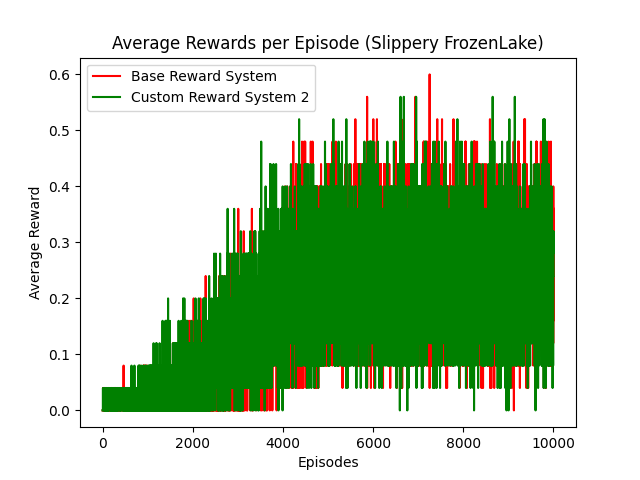 Average Rewards per Episode (Slippery FrozenLake)
Base Reward System
Custom Reward System 2
0.6
0.5
0.4
0.3
0.2
0.1
0.0
Average Reward
0 2000 4000 6000 8000 10000
Episodes